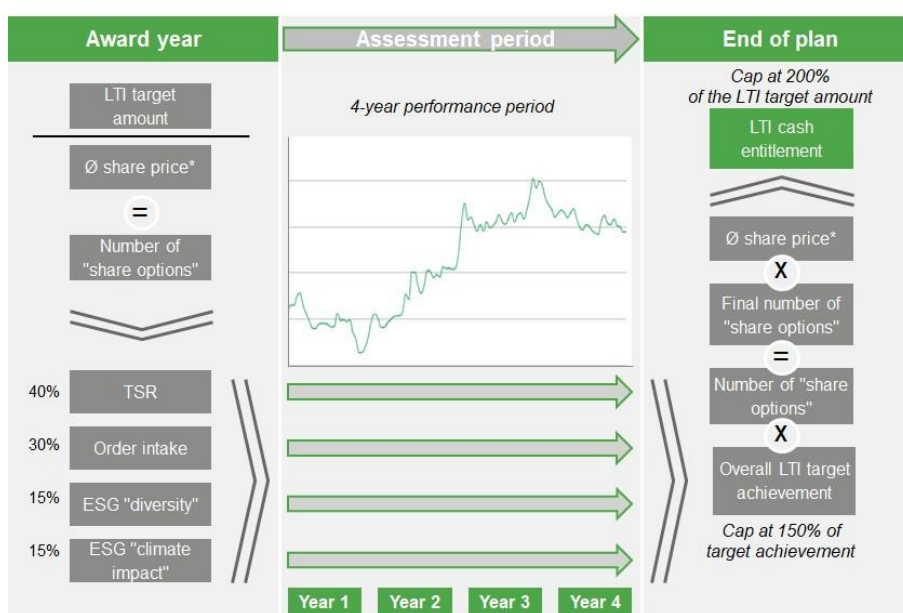 Award year
Assessment period
End of plan
LTI target
amount
Ø share price*
=
Number of
"share options"
40%
TSR
30%
Order intake
15%
ESG "diversity"
15%
ESG "climate
impact"
4-year performance period
Year 1
Year 2
Year 3
Year 4
Cap at 200%
of the LTI target amount
LTI cash
entitlement
Ø share price*
X
Final number of
"share options"
=
Number of "share
options"
X
Overall LTI target
achievement
Cap at 150% of
target achievement